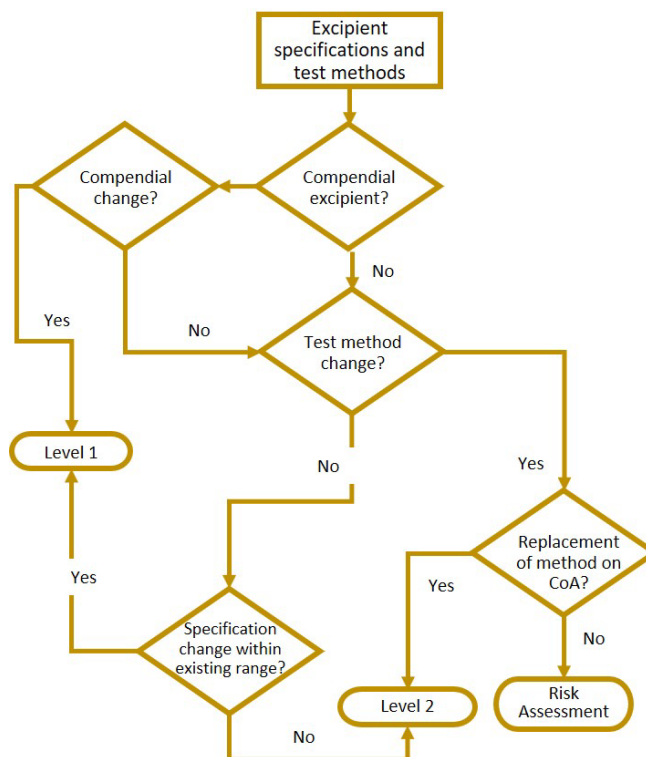 Excipient
specifications and
test methods
Compendial
change?
Compendial
excipient?
No
Yes
No
Test method
change?
Level 1
No
Yes
Replacement
of method on
CoA?
Yes
Yes
Specification
change within
existing range?
No
Level 2
Risk
Assessment
No